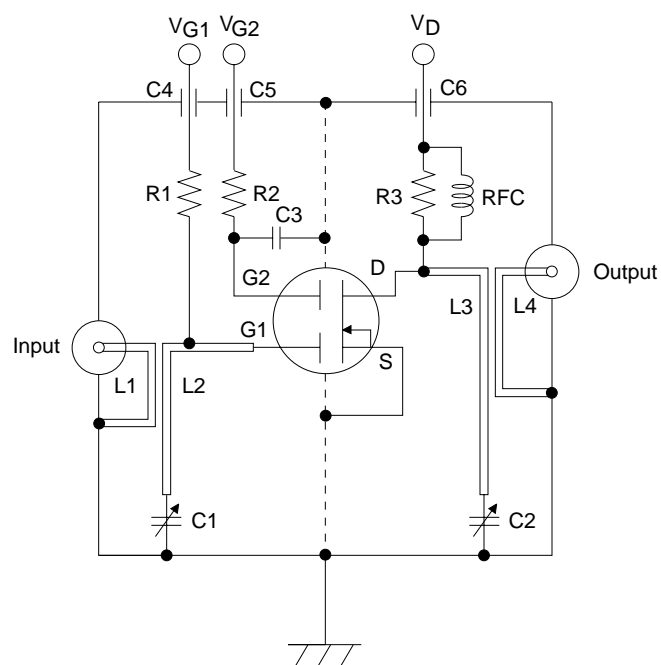 VG1 VG2 VD
C4 C5 C6
R1 R2 R3 RFC
C3
G2 D Output
L3 L4
G1
Input S
L1 L2
C1 C2